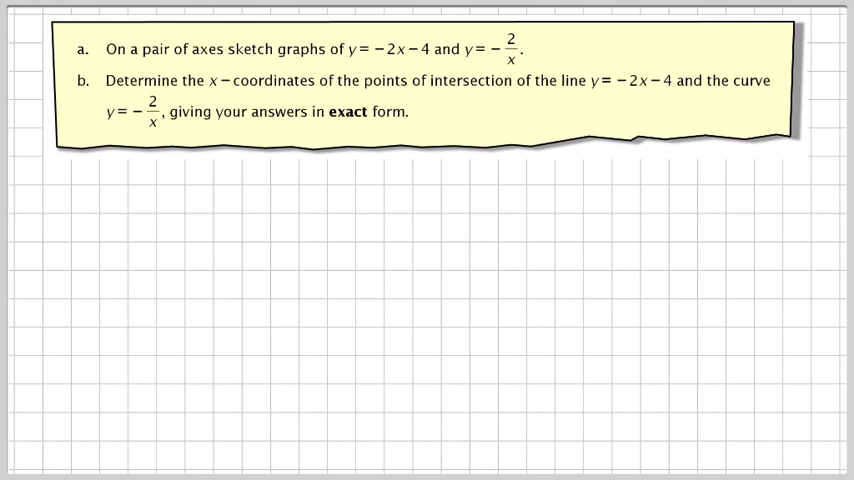 a. On a pair of axes sketch graphs of y = −2x − 4 and y = − 2/x.
b. Determine the x − coordinates of the points of intersection of the line y = −2x − 4 and the curve
y = − 2/x, giving your answers in exact form.